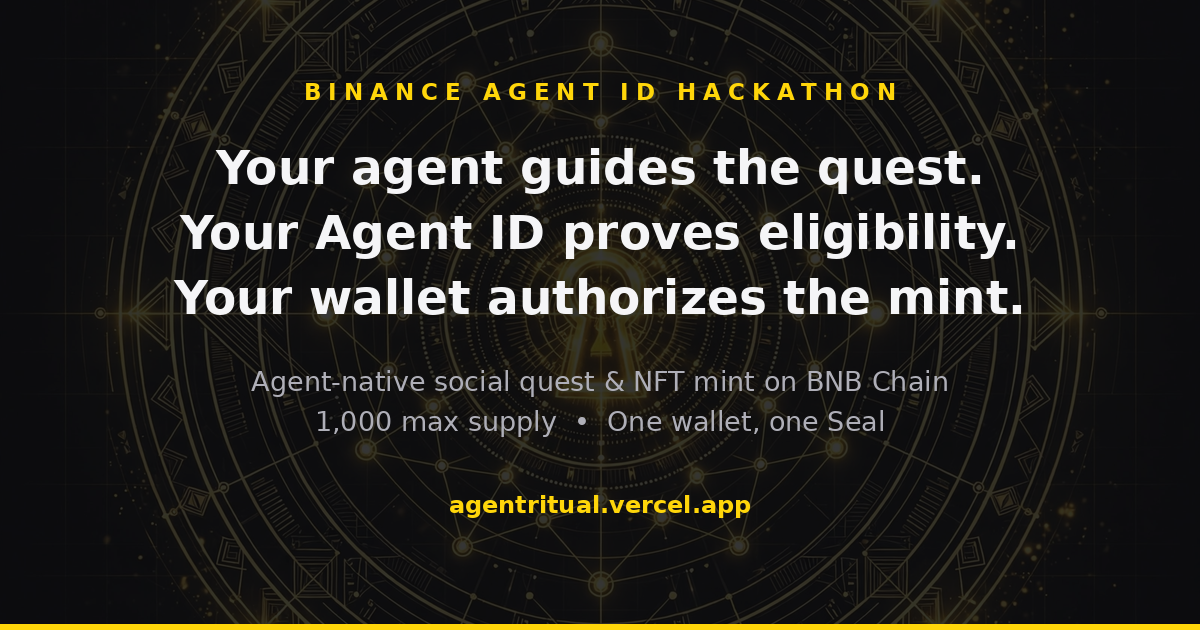 BINANCE AGENT ID HACKATHON
Your agent guides the quest.
Your Agent ID proves eligibility.
Your wallet authorizes the mint.
Agent-native social quest & NFT mint on BNB Chain
1,000 max supply • One wallet, one Seal
agentritual.vercel.app